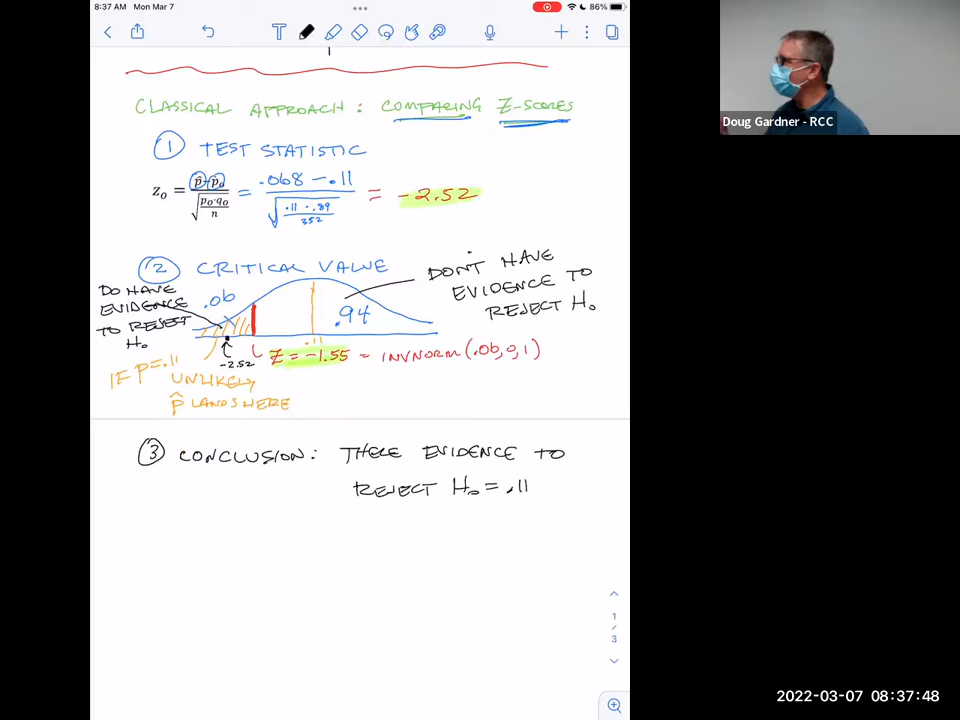 8:37 AM Mon Mar 7
86%
CLASSICAL APPROACH: COMPARING Z-SCORES
1 TEST STATISTIC
z₀ = p̂-p₀ / √(p₀·q₀ / n) = .068 - .11 / √(.11 · .89 / 352) = -2.52
2 CRITICAL VALUE
DO HAVE
EVIDENCE
TO REJECT
H₀
.06
.94
DON'T HAVE
EVIDENCE TO
REJECT H₀
.11
-2.52
Z = -1.55 = INVNORM(.06,0,1)
IF P=.11
UNLIKELY
p̂ LANDS HERE
3 CONCLUSION: THERE EVIDENCE TO
REJECT H₀ = .11
1
/
3
Doug Gardner - RCC
2022-03-07 08:37:48